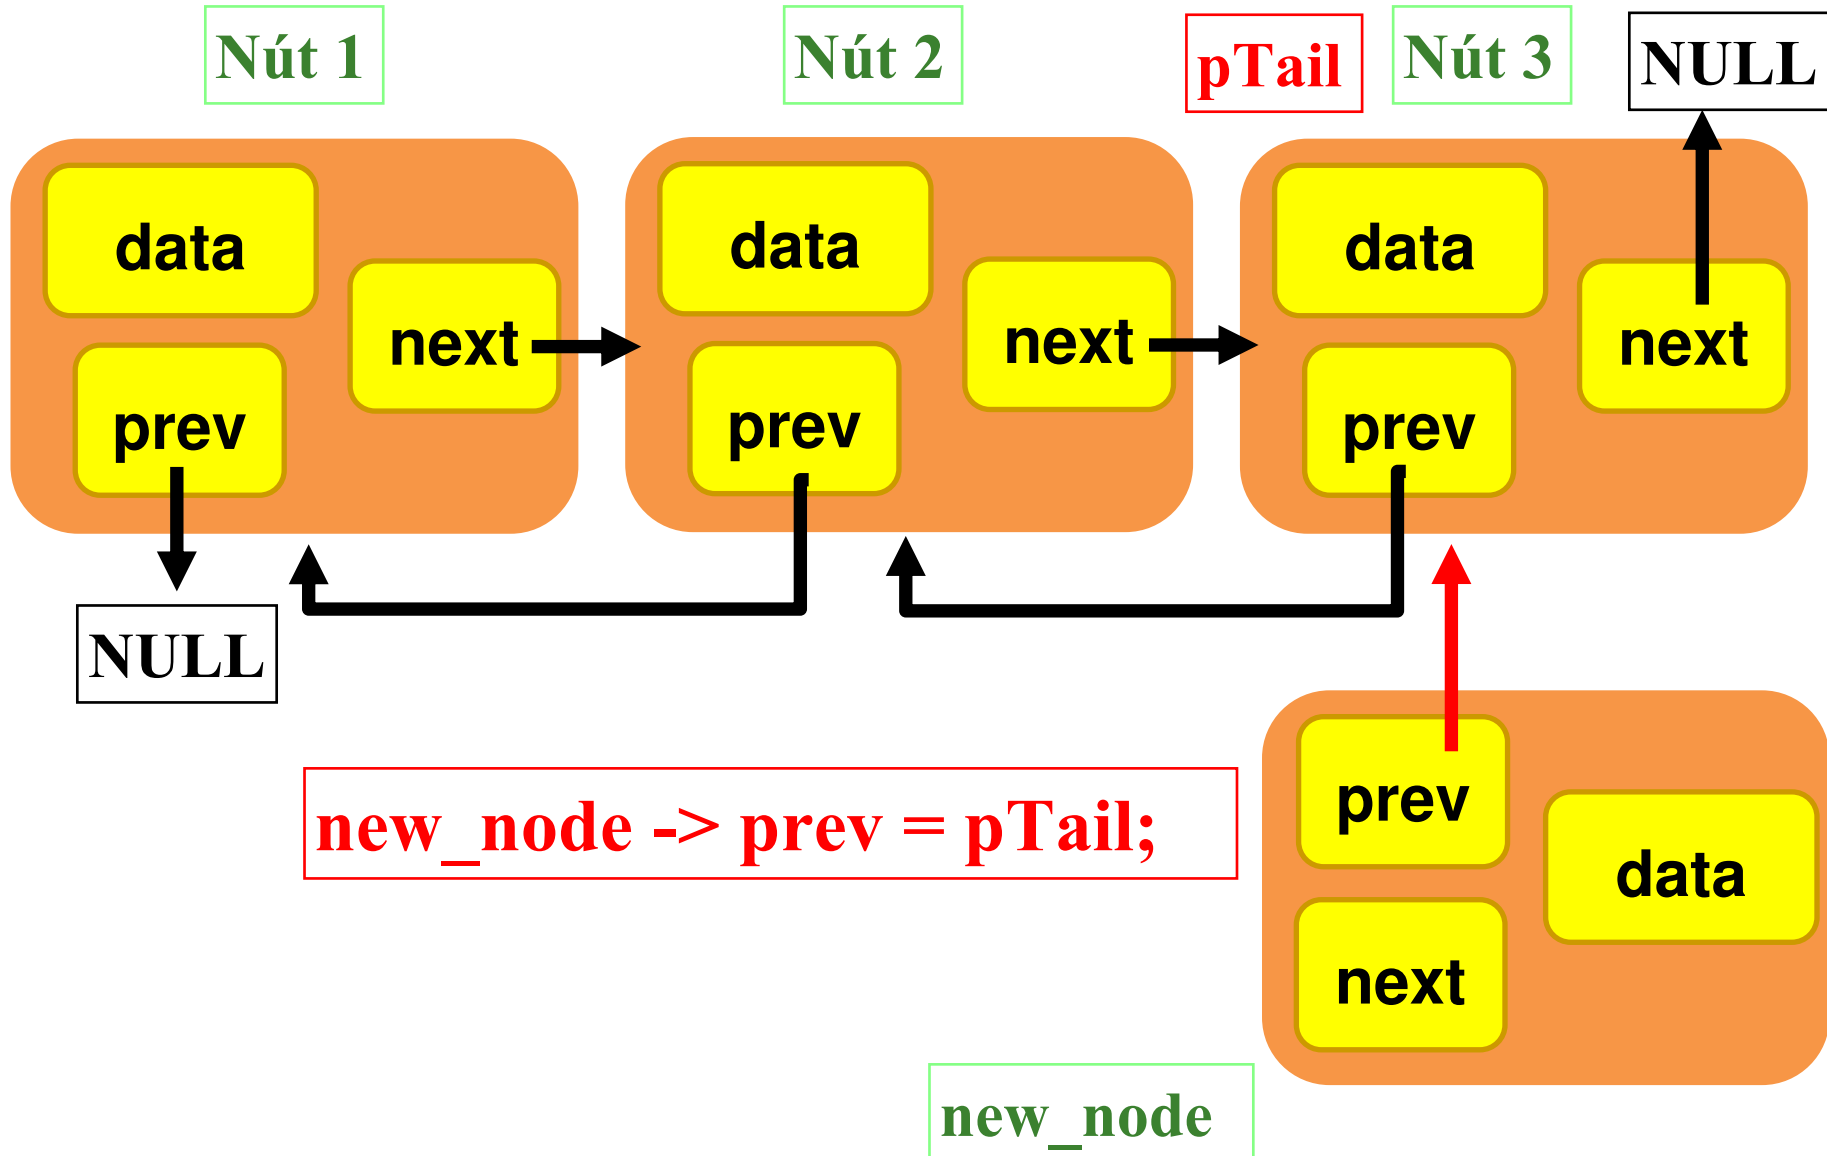 Nút 1
Nút 2
pTail
Nút 3
NULL
data
next
prev
data
next
prev
data
next
prev
NULL
new_node -> prev = pTail;
prev
data
next
new_node